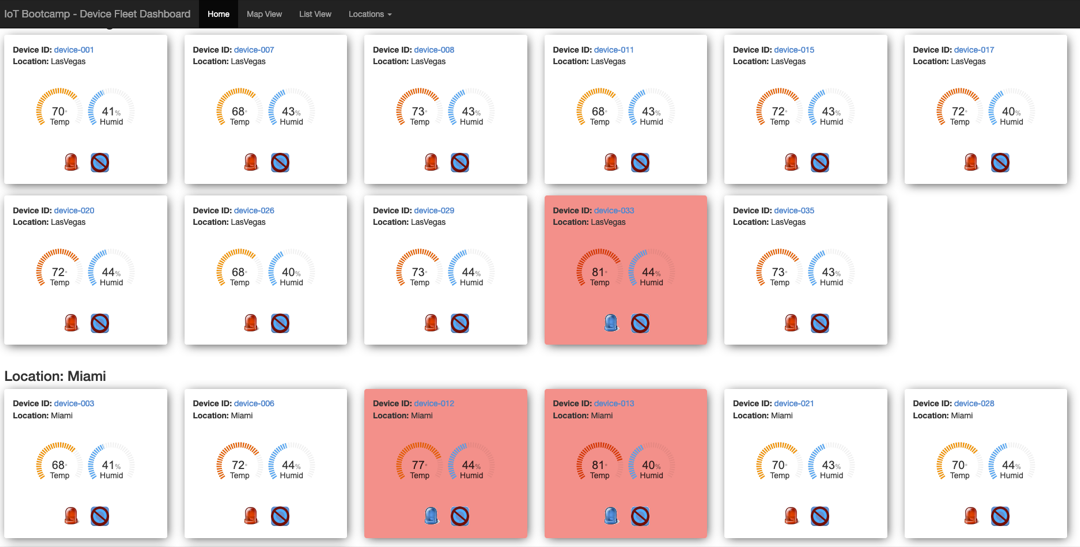 IoT Bootcamp - Device Fleet Dashboard Home Map View List View Locations
Device ID: device-001
Location: LasVegas
70°
Temp
41%
Humid
Device ID: device-007
Location: LasVegas
68°
Temp
43%
Humid
Device ID: device-008
Location: LasVegas
73°
Temp
43%
Humid
Device ID: device-011
Location: LasVegas
68°
Temp
43%
Humid
Device ID: device-015
Location: LasVegas
72°
Temp
43%
Humid
Device ID: device-017
Location: LasVegas
72°
Temp
40%
Humid
Device ID: device-020
Location: LasVegas
72°
Temp
44%
Humid
Device ID: device-026
Location: LasVegas
68°
Temp
40%
Humid
Device ID: device-029
Location: LasVegas
73°
Temp
44%
Humid
Device ID: device-033
Location: LasVegas
81°
Temp
44%
Humid
Device ID: device-035
Location: LasVegas
73°
Temp
43%
Humid
Location: Miami
Device ID: device-003
Location: Miami
68°
Temp
41%
Humid
Device ID: device-006
Location: Miami
72°
Temp
44%
Humid
Device ID: device-012
Location: Miami
77°
Temp
44%
Humid
Device ID: device-013
Location: Miami
81°
Temp
40%
Humid
Device ID: device-021
Location: Miami
70°
Temp
43%
Humid
Device ID: device-028
Location: Miami
70°
Temp
44%
Humid